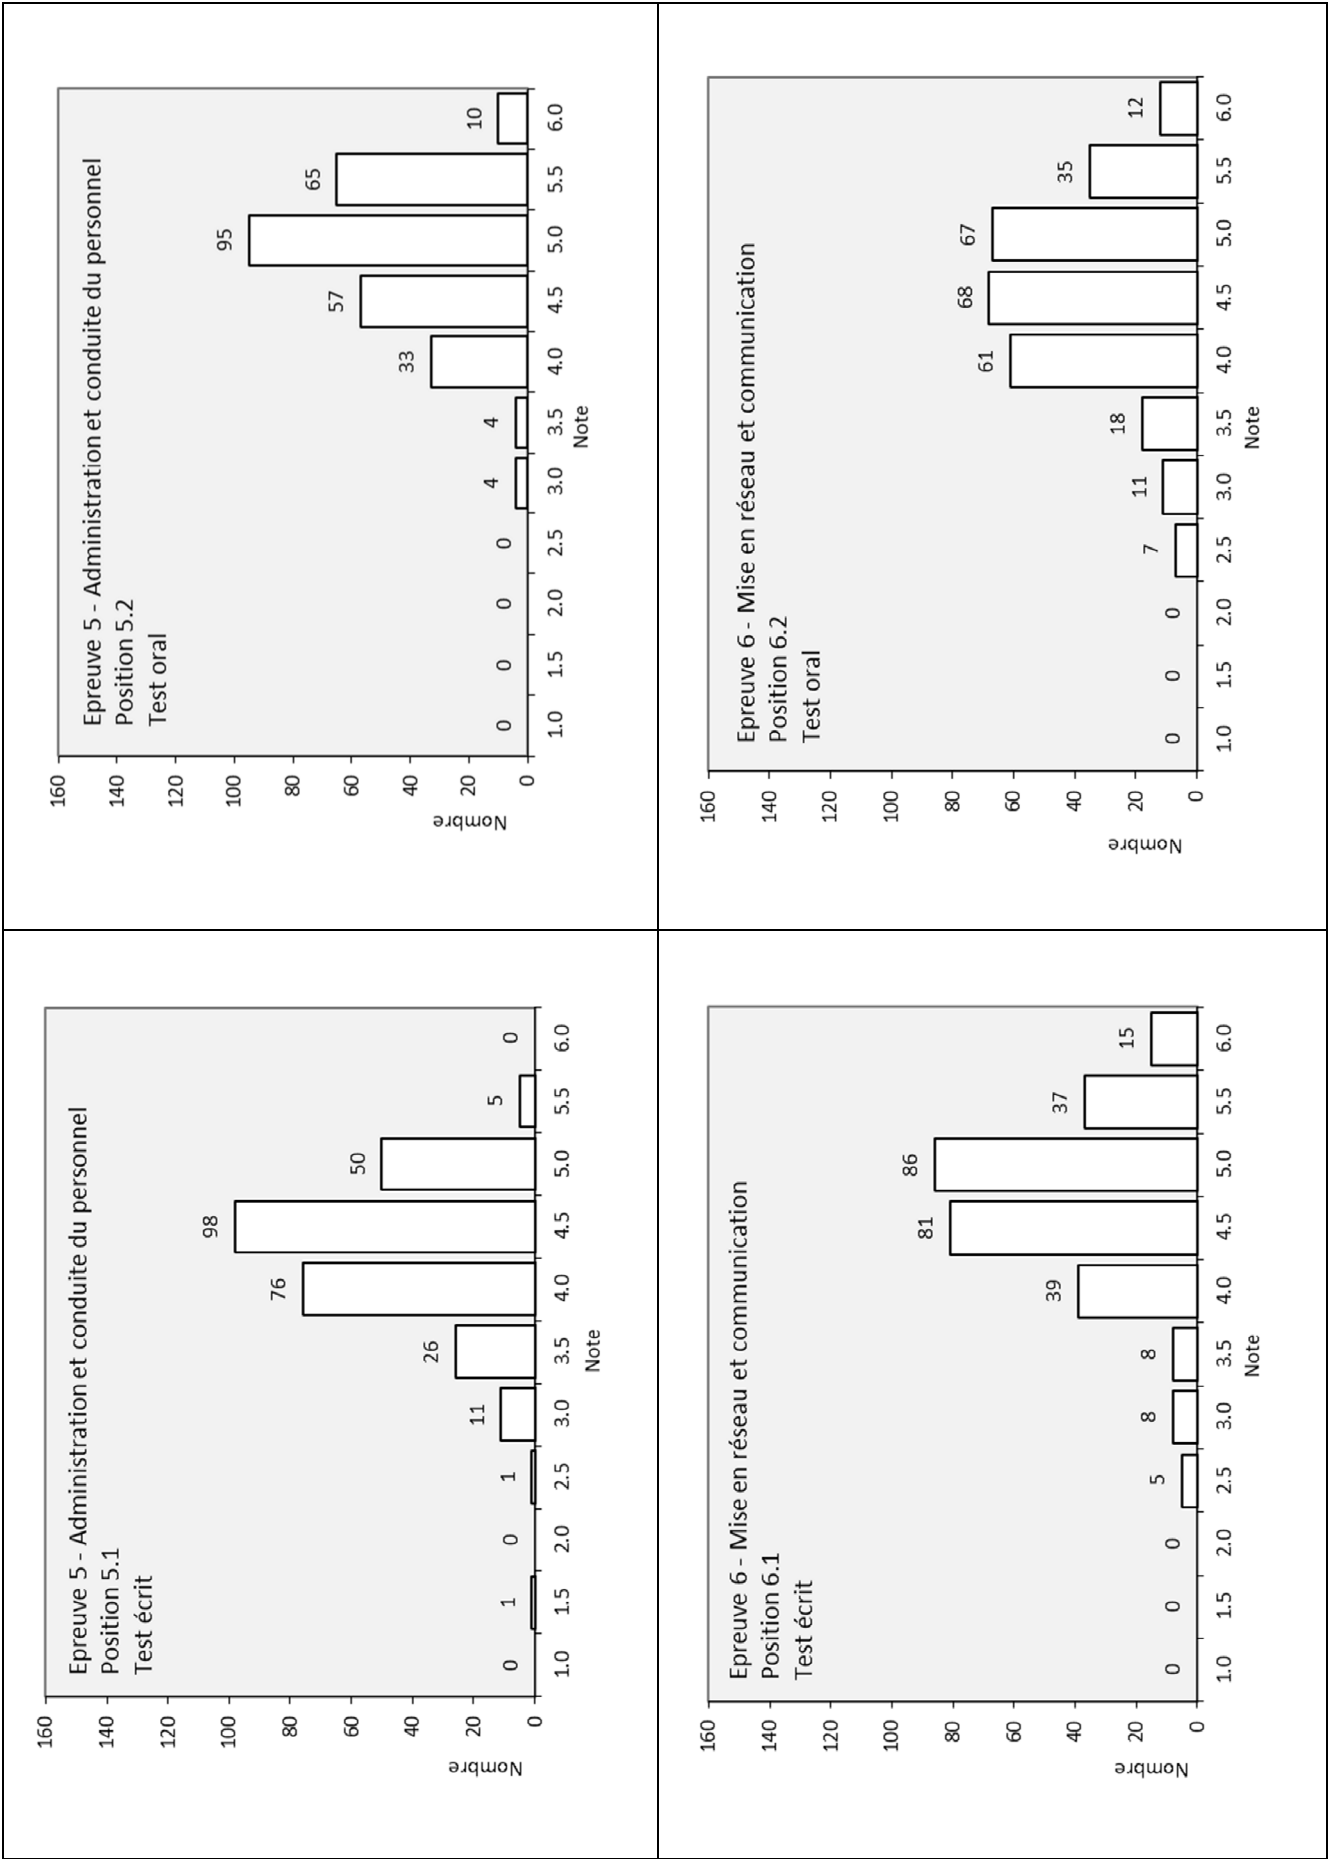 Epreuve 5 - Administration et conduite du personnel
Position 5.1
Test écrit
Nombre
160
140
120
100
80
60
40
20
0
0 1 0 1 11 26 76 98 50 5 0
1.0 1.5 2.0 2.5 3.0 3.5 4.0 4.5 5.0 5.5 6.0
Note
Epreuve 5 - Administration et conduite du personnel
Position 5.2
Test oral
Nombre
160
140
120
100
80
60
40
20
0
0 0 0 0 4 4 33 57 95 65 10
1.0 1.5 2.0 2.5 3.0 3.5 4.0 4.5 5.0 5.5 6.0
Note
Epreuve 6 - Mise en réseau et communication
Position 6.1
Test écrit
Nombre
160
140
120
100
80
60
40
20
0
0 0 0 5 8 8 39 81 86 37 15
1.0 1.5 2.0 2.5 3.0 3.5 4.0 4.5 5.0 5.5 6.0
Note
Epreuve 6 - Mise en réseau et communication
Position 6.2
Test oral
Nombre
160
140
120
100
80
60
40
20
0
0 0 0 7 11 18 61 68 67 35 12
1.0 1.5 2.0 2.5 3.0 3.5 4.0 4.5 5.0 5.5 6.0
Note